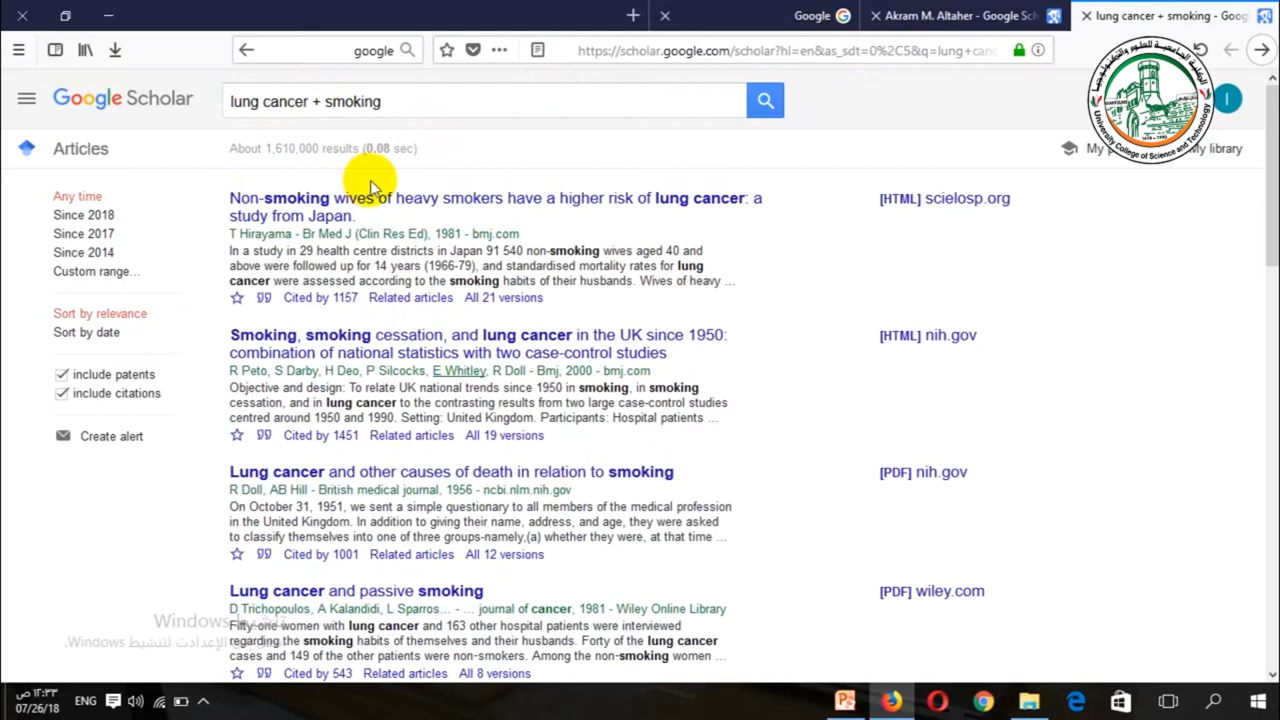 Google
Akram M. Altaher - Google Sch
lung cancer + smoking - Goog
google
https://scholar.google.com/scholar?hl=en&as_sdt=0%2C5&q=lung+can
Google Scholar
lung cancer + smoking
الكلية الجامعية للعلوم والتكنولوجيا
University College of Science and Technology
Articles
About 1,610,000 results (0.08 sec)
My p
My library
Any time
Since 2018
Since 2017
Since 2014
Custom range...
Sort by relevance
Sort by date
include patents
include citations
Create alert
Non-smoking wives of heavy smokers have a higher risk of lung cancer: a
study from Japan.
[HTML] scielosp.org
T Hirayama - Br Med J (Clin Res Ed), 1981 - bmj.com
In a study in 29 health centre districts in Japan 91 540 non-smoking wives aged 40 and
above were followed up for 14 years (1966-79), and standardised mortality rates for lung
cancer were assessed according to the smoking habits of their husbands. Wives of heavy ...
Cited by 1157 Related articles All 21 versions
Smoking, smoking cessation, and lung cancer in the UK since 1950:
combination of national statistics with two case-control studies
[HTML] nih.gov
R Peto, S Darby, H Deo, P Silcocks, E Whitley, R Doll - Bmj, 2000 - bmj.com
Objective and design: To relate UK national trends since 1950 in smoking, in smoking
cessation, and in lung cancer to the contrasting results from two large case-control studies
centred around 1950 and 1990. Setting: United Kingdom. Participants: Hospital patients ...
Cited by 1451 Related articles All 19 versions
Lung cancer and other causes of death in relation to smoking
[PDF] nih.gov
R Doll, AB Hill - British medical journal, 1956 - ncbi.nlm.nih.gov
On October 31, 1951, we sent a simple questionary to all members of the medical profession
in the United Kingdom. In addition to giving their name, address, and age, they were asked
to classify themselves into one of three groups-namely,(a) whether they were, at that time ...
Cited by 1001 Related articles All 12 versions
Lung cancer and passive smoking
[PDF] wiley.com
D Trichopoulos, A Kalandidi, L Sparros... - ... journal of cancer, 1981 - Wiley Online Library
Fifty-one women with lung cancer and 163 other hospital patients were interviewed
regarding the smoking habits of themselves and their husbands. Forty of the lung cancer
cases and 149 of the other patients were non-smokers. Among the non-smoking women ...
Cited by 543 Related articles All 8 versions
تنشيط Windows
الإعدادت لتنشيط Windows.
ENG
١٢:٣٣ ص
07/26/18